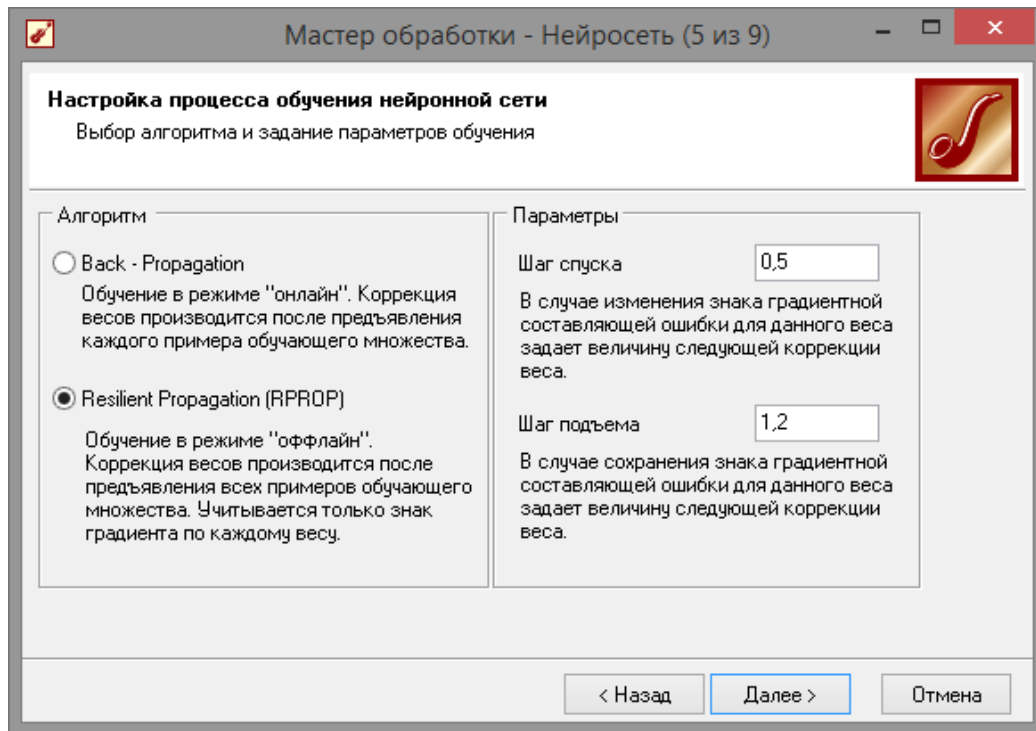 Мастер обработки - Нейросеть (5 из 9)
Настройка процесса обучения нейронной сети
Выбор алгоритма и задание параметров обучения
Алгоритм
Back - Propagation
Обучение в режиме "онлайн". Коррекция
весов производится после предъявления
каждого примера обучающего множества.
Resilient Propagation (RPROP)
Обучение в режиме "оффлайн".
Коррекция весов производится после
предъявления всех примеров обучающего
множества. Учитывается только знак
градиента по каждому весу.
Параметры
Шаг спуска 0,5
В случае изменения знака градиентной
составляющей ошибки для данного веса
задает величину следующей коррекции
веса.
Шаг подъема 1,2
В случае сохранения знака градиентной
составляющей ошибки для данного веса
задает величину следующей коррекции
веса.
< Назад Далее > Отмена